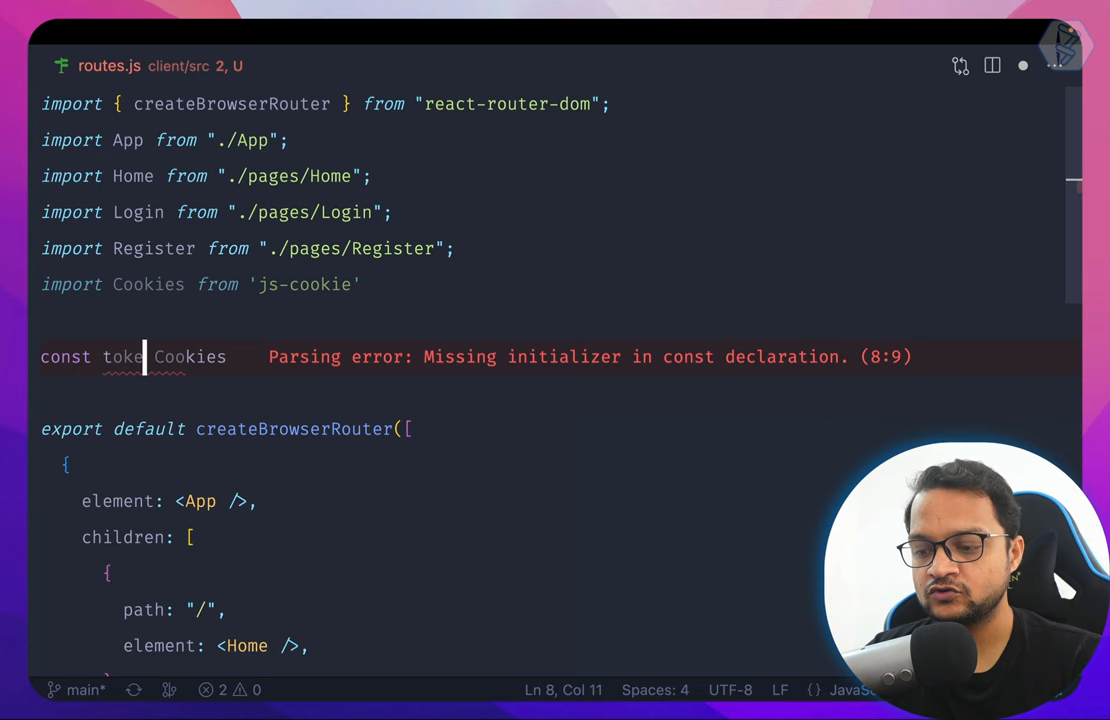 routes.js client/src 2, U
import { createBrowserRouter } from "react-router-dom";
import App from "./App";
import Home from "./pages/Home";
import Login from "./pages/Login";
import Register from "./pages/Register";
import Cookies from 'js-cookie'
const toke Cookies Parsing error: Missing initializer in const declaration. (8:9)
export default createBrowserRouter([
{
element: <App />,
children: [
{
path: "/",
element: <Home />,
main* 2 0 Ln 8, Col 11 Spaces: 4 UTF-8 LF {}